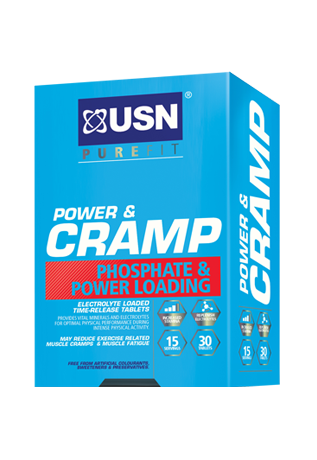 USN®
PUREFIT
POWER &
CRAMP
PHOSPHATE &
POWER LOADING
ELECTROLYTE LOADED
TIME-RELEASE TABLETS
PROVIDES VITAL MINERALS AND ELECTROLYTES
FOR OPTIMAL PHYSICAL PERFORMANCE DURING
INTENSE PHYSICAL ACTIVITY.
MAY REDUCE EXERCISE RELATED
MUSCLE CRAMPS & MUSCLE FATIGUE
FREE FROM ARTIFICIAL COLOURANTS,
SWEETENERS & PRESERVATIVES.
15
SERVINGS
30
TABLETS
POWER &
CRAMP
15
30